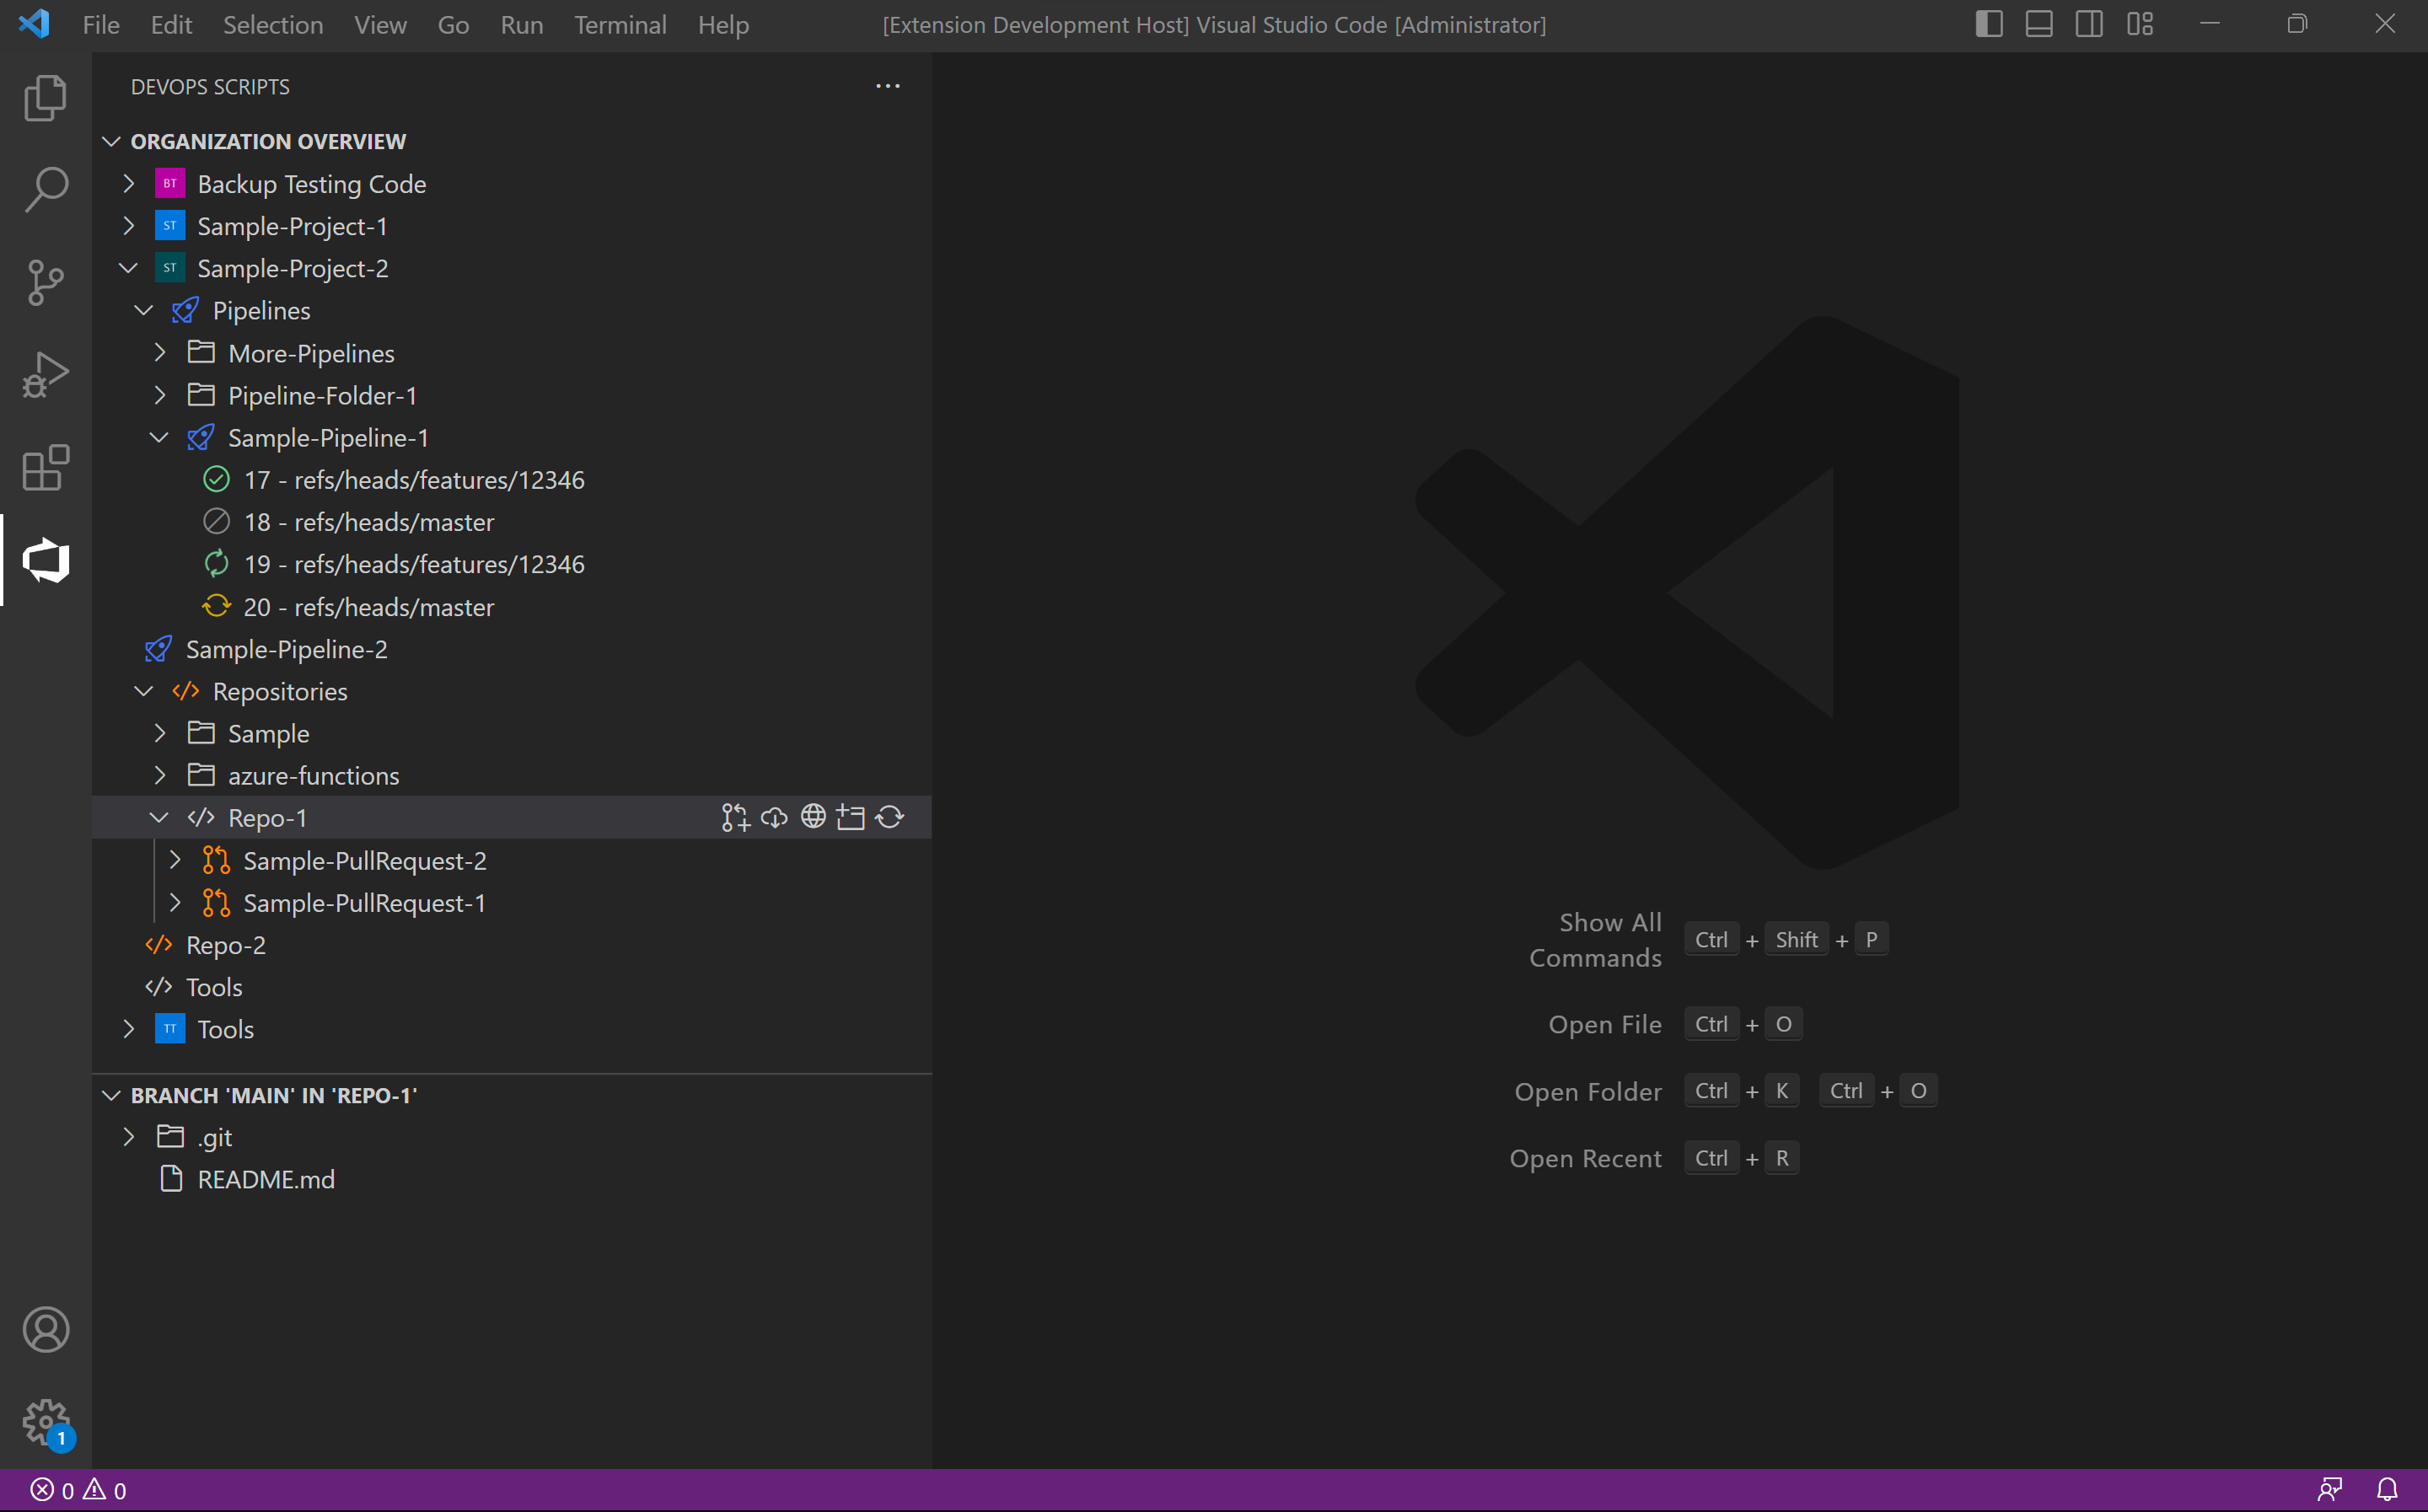 File Edit Selection View Go Run Terminal Help [Extension Development Host] Visual Studio Code [Administrator]
DEVOPS SCRIPTS
ORGANIZATION OVERVIEW
BT Backup Testing Code
ST Sample-Project-1
ST Sample-Project-2
Pipelines
More-Pipelines
Pipeline-Folder-1
Sample-Pipeline-1
17 - refs/heads/features/12346
18 - refs/heads/master
19 - refs/heads/features/12346
20 - refs/heads/master
Sample-Pipeline-2
Repositories
Sample
azure-functions
Repo-1
Sample-PullRequest-2
Sample-PullRequest-1
Repo-2
Tools
TT Tools
BRANCH 'MAIN' IN 'REPO-1'
.git
README.md
Show All
Commands Ctrl + Shift + P
Open File Ctrl + O
Open Folder Ctrl + K Ctrl + O
Open Recent Ctrl + R
1
0 0